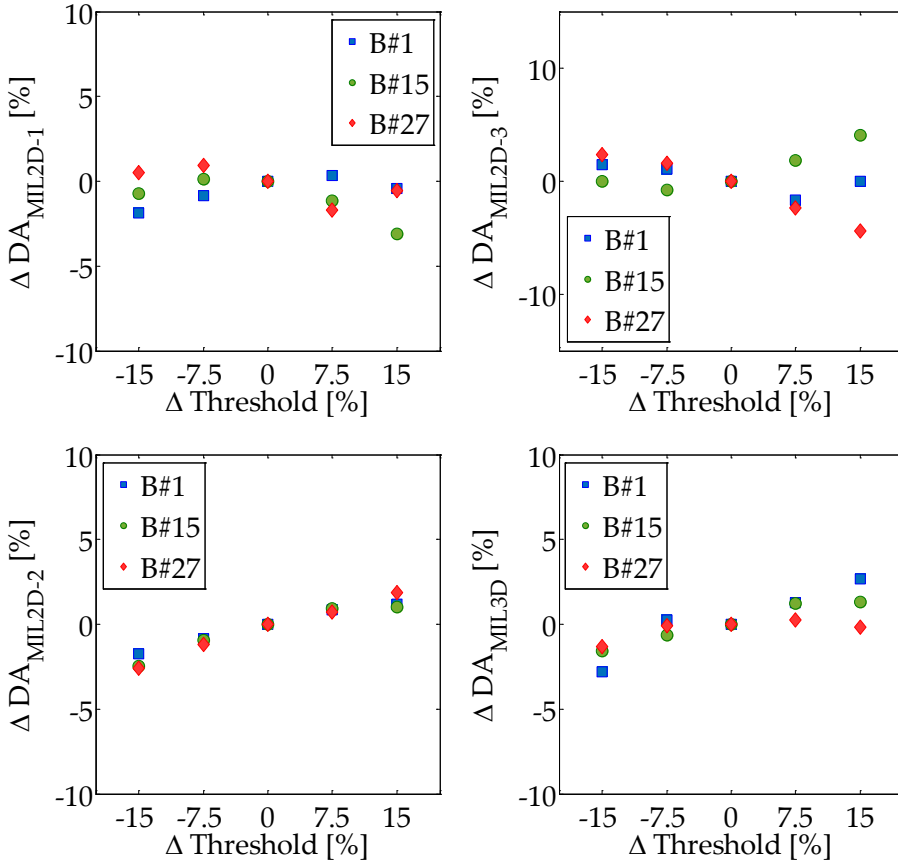 10
5
0
-5
-10
Δ DA_MIL2D-1 [%]
B#1
B#15
B#27
-15 -7.5 0 7.5 15
Δ Threshold [%]
10
0
-10
Δ DA_MIL2D-3 [%]
B#1
B#15
B#27
-15 -7.5 0 7.5 15
Δ Threshold [%]
10
5
0
-5
-10
Δ DA_MIL2D-2 [%]
B#1
B#15
B#27
-15 -7.5 0 7.5 15
Δ Threshold [%]
10
5
0
-5
-10
Δ DA_MIL3D [%]
B#1
B#15
B#27
-15 -7.5 0 7.5 15
Δ Threshold [%]